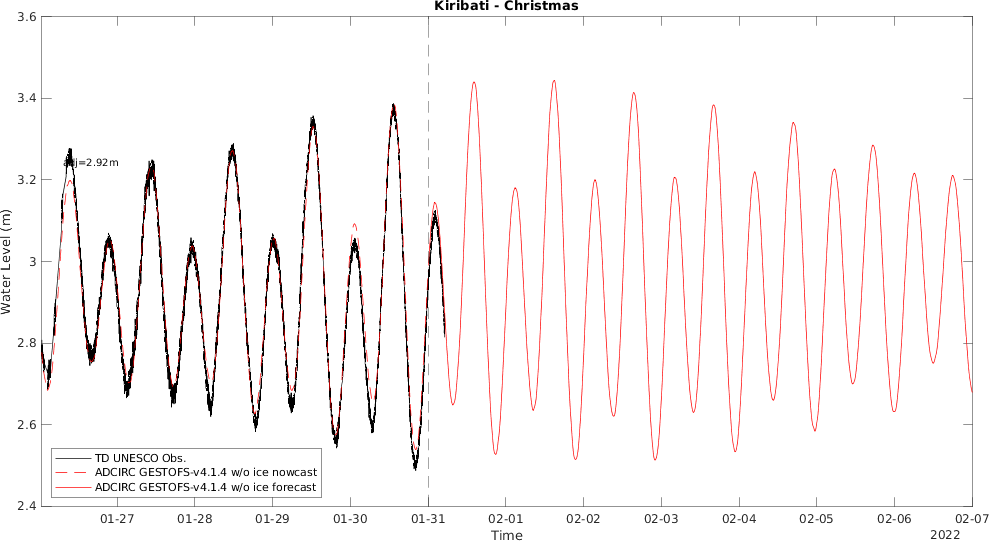 Kiribati - Christmas
3.6
3.4
3.2
3
2.8
2.6
2.4
Water Level (m)
adj=2.92m
TD UNESCO Obs.
ADCIRC GESTOFS-v4.1.4 w/o ice nowcast
ADCIRC GESTOFS-v4.1.4 w/o ice forecast
01-27 01-28 01-29 01-30 01-31 02-01 02-02 02-03 02-04 02-05 02-06 02-07
Time
2022